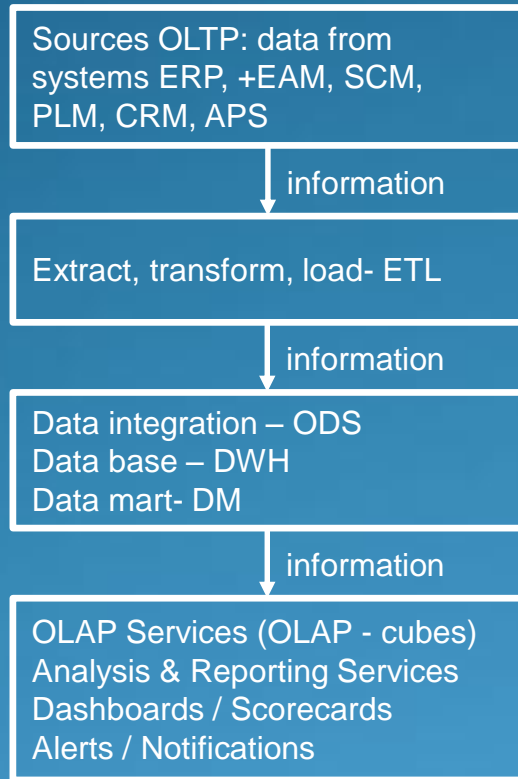 Sources OLTP: data from
systems ERP, +EAM, SCM,
PLM, CRM, APS
information
Extract, transform, load- ETL
information
Data integration – ODS
Data base – DWH
Data mart- DM
information
OLAP Services (OLAP - cubes)
Analysis & Reporting Services
Dashboards / Scorecards
Alerts / Notifications